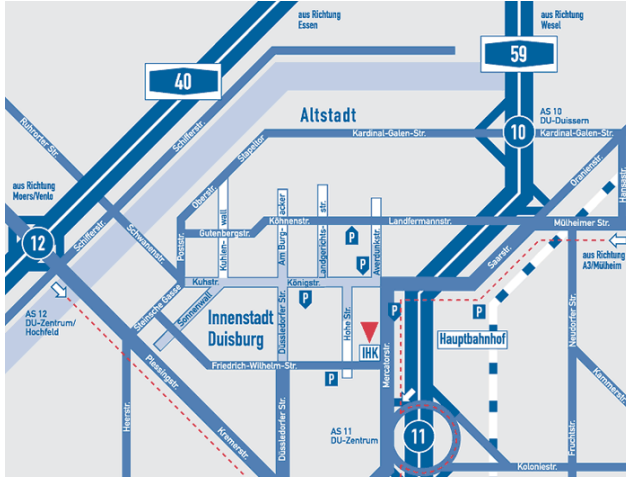 aus Richtung
Essen
aus Richtung
Wesel
40
59
Altstadt
AS 10
DU-Duissern
10
Kardinal-Galen-Str.
Kardinal-Galen-Str.
Ruhrorter Str.
Schifferstr.
Stapeltor
Oranienstr.
Hansastr.
Oberstr.
aus Richtung
Moers/Venlo
12
Schifferstr.
Schwanenstr.
Poststr.
Gutenbergstr.
Kuhlen-
wall
Am Burg-
acker
Könnenstr.
Landgerichts-
str.
Averdunkstr.
Landfermannstr.
Mülheimer Str.
Saarstr.
aus Richtung
A3/Mülheim
P
P
P
P
P
P
P
AS 12
DU-Zentrum/
Hochfeld
Kuhstr.
Königstr.
Steinsche Gasse
Sonnenwall
Innenstadt
Duisburg
Düsseldorfer Str.
Hohe Str.
IHK
Mercatorstr.
Hauptbahnhof
Neudorfer Str.
Kammerstr.
Friedrich-Wilhelm-Str.
Plessingstr.
Heerstr.
Kremerstr.
Düsseldorfer Str.
AS 11
DU-Zentrum
11
Fruchtstr.
Koloniestr.